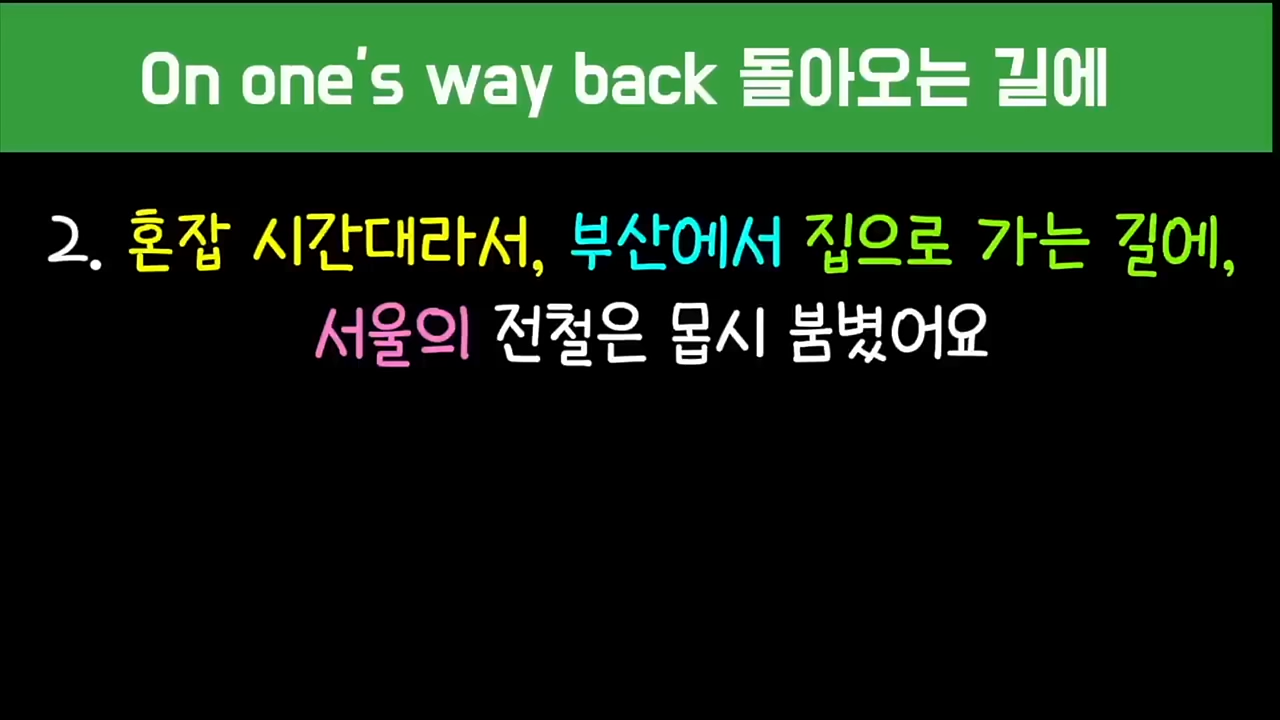 On one's way back 돌아오는 길에
2. 혼잡 시간대라서, 부산에서 집으로 가는 길에,
서울의 전철은 몹시 붐볐어요